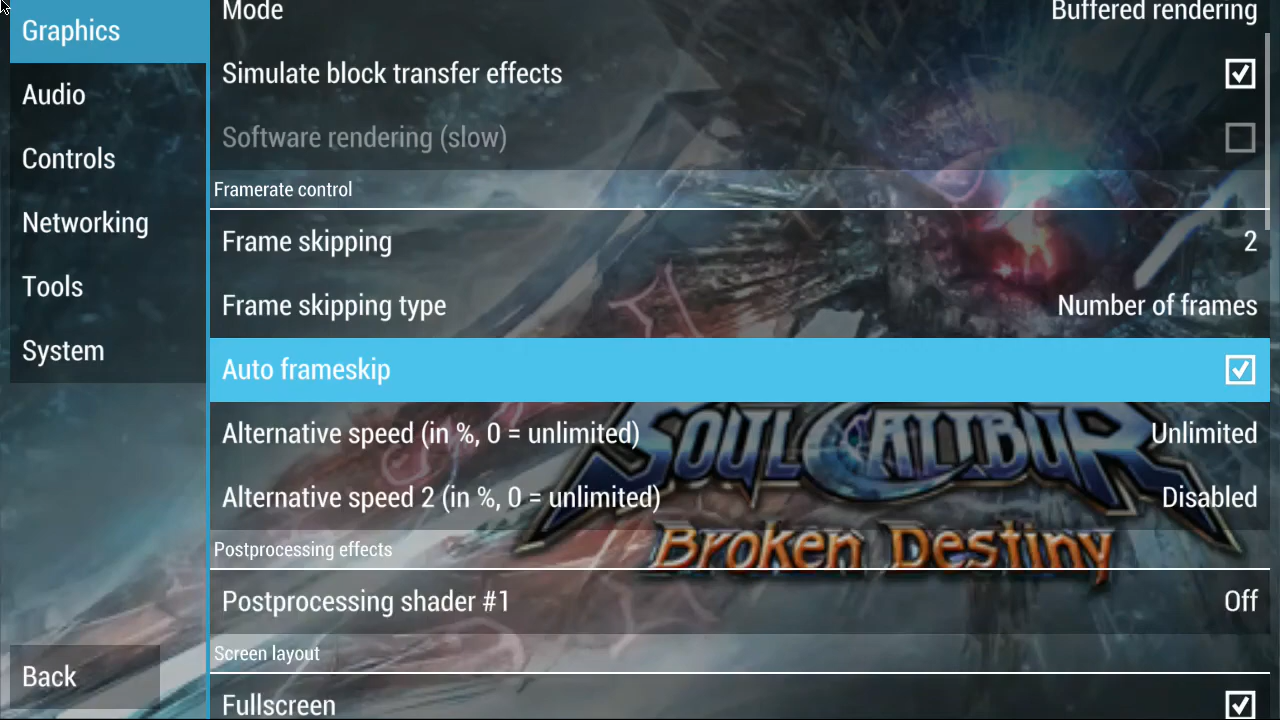 Graphics
Audio
Controls
Networking
Tools
System
Back
Mode Buffered rendering
Simulate block transfer effects
Software rendering (slow)
Framerate control
Frame skipping 2
Frame skipping type Number of frames
Auto frameskip
Alternative speed (in %, 0 = unlimited) Unlimited
Alternative speed 2 (in %, 0 = unlimited) Disabled
Postprocessing effects
Postprocessing shader #1 Off
Screen layout
Fullscreen
SOULCALIBUR
Broken Destiny